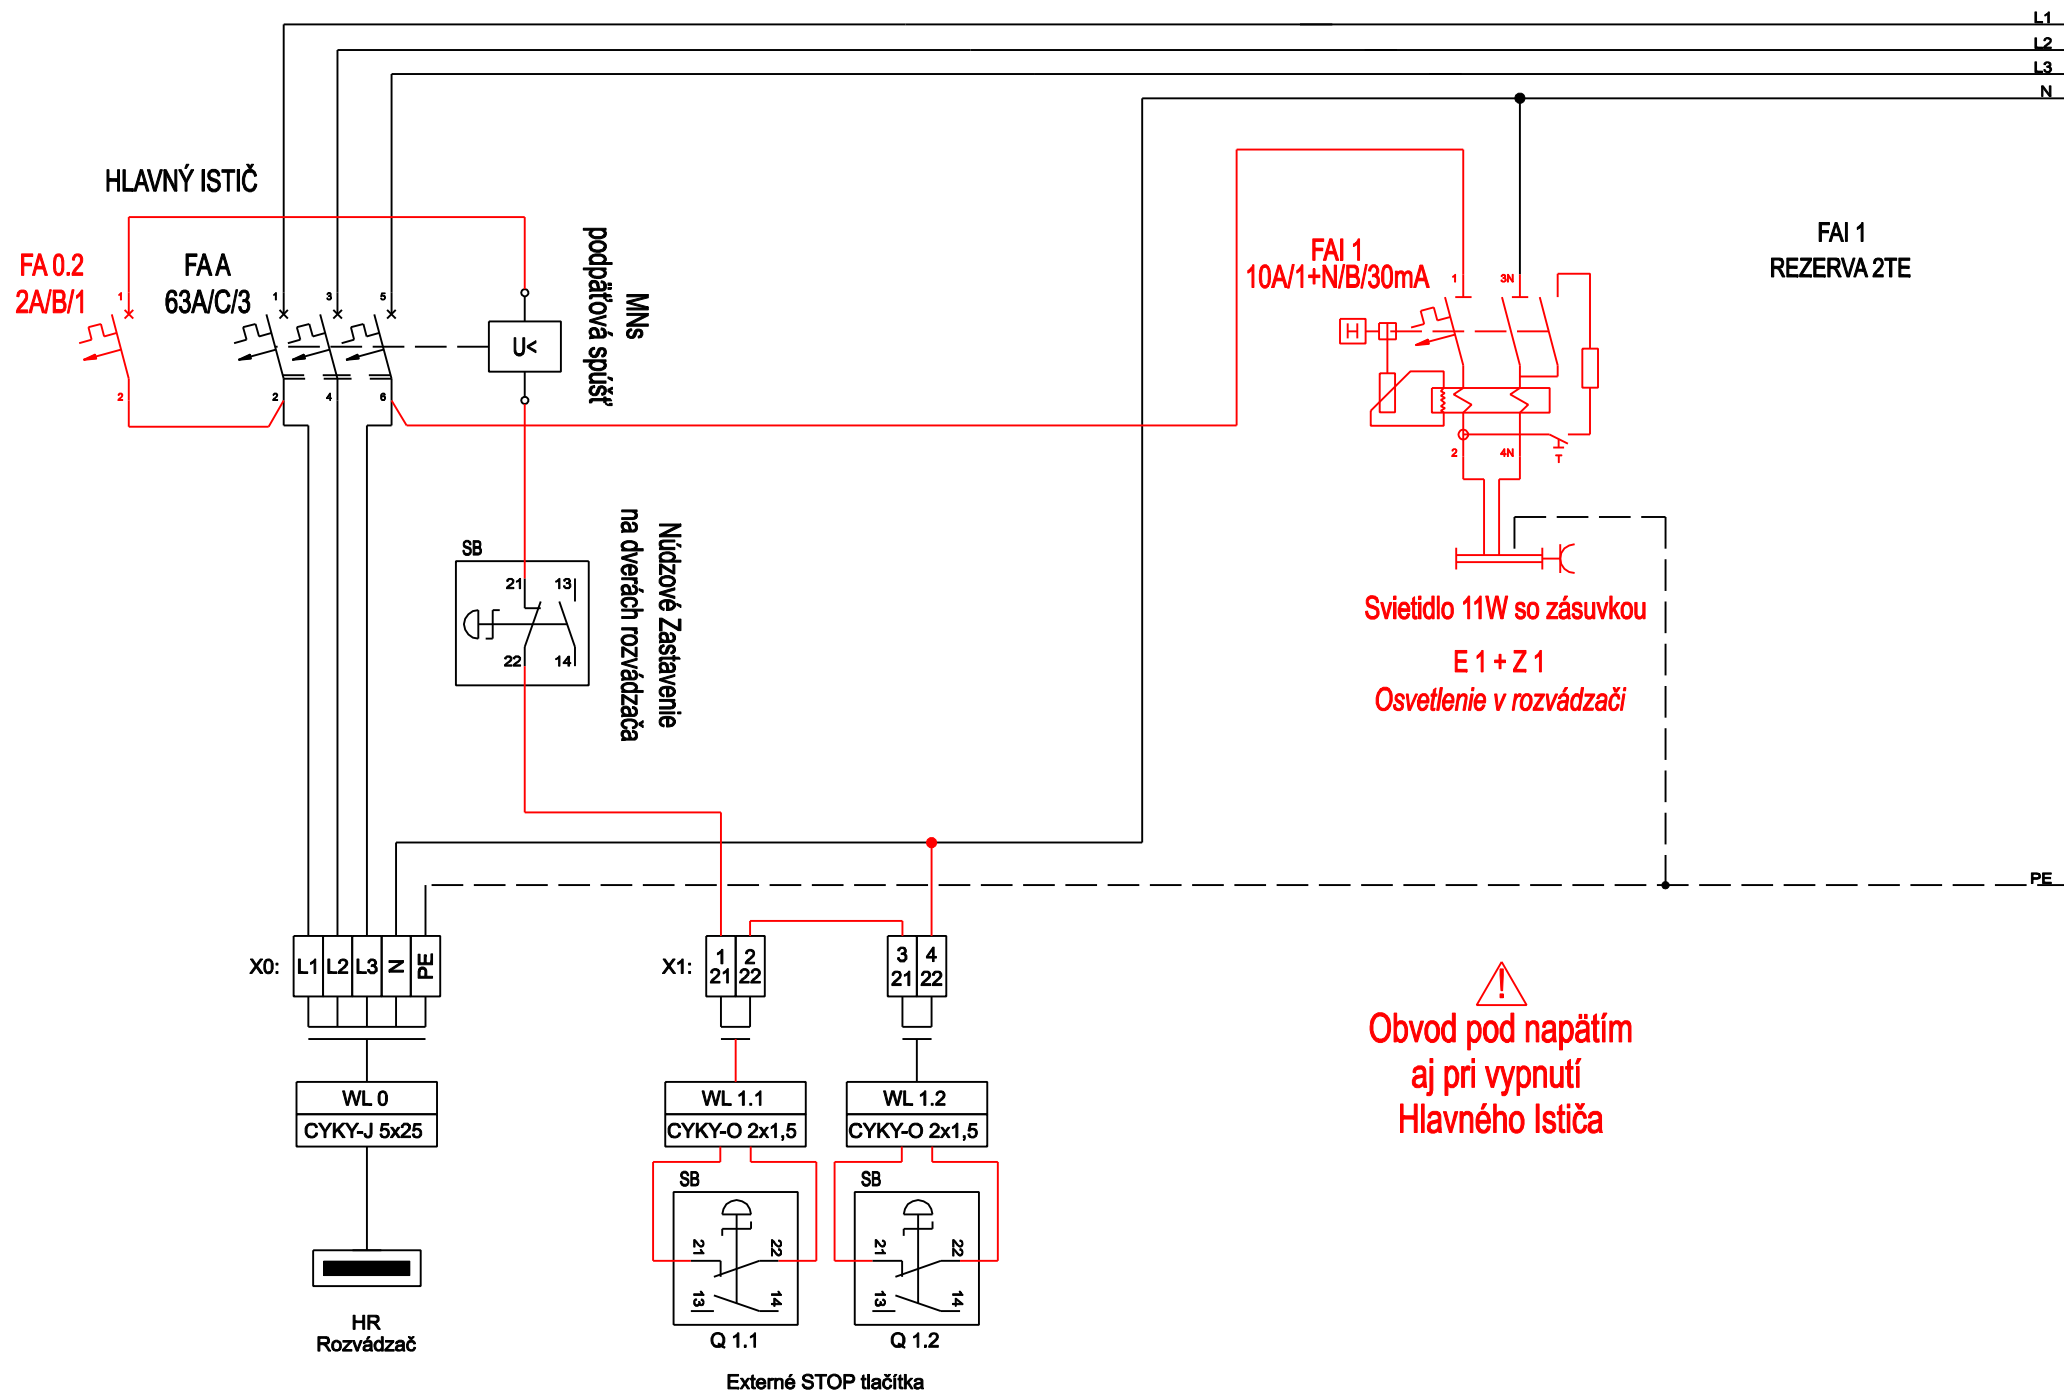 L1
L2
L3
N
HLAVNÝ ISTIČ
FA 0.2
2A/B/1
FA A
63A/C/3
1
2
1
3
5
2
4
6
U<
MNs
podpäťová spúšť
FAI 1
10A/1+N/B/30mA
1
3N
H
2
4N
T
FAI 1
REZERVA 2TE
SB
21
13
22
14
Núdzové Zastavenie
na dverách rozvádzača
Svietidlo 11W so zásuvkou
E 1 + Z 1
Osvetlenie v rozvádzači
PE
X0:
L1
L2
L3
N
PE
X1:
1
21
2
22
3
21
4
22
!
Obvod pod napätím
aj pri vypnutí
Hlavného Ističa
WL 0
CYKY-J 5x25
WL 1.1
CYKY-O 2x1,5
WL 1.2
CYKY-O 2x1,5
SB
21
22
13
14
Q 1.1
SB
21
22
13
14
Q 1.2
HR
Rozvádzač
Externé STOP tlačítka